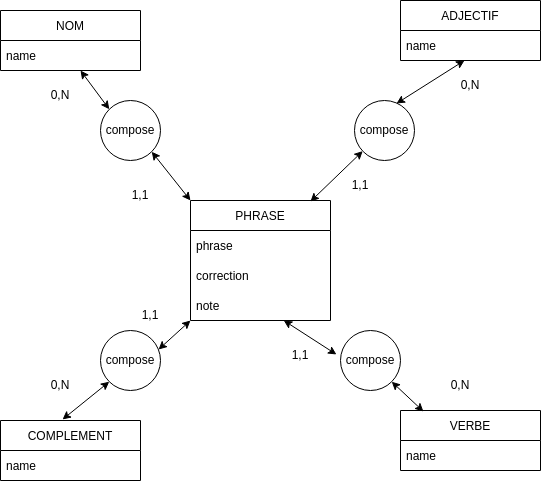 NOM
name
ADJECTIF
name
0,N
0,N
compose
compose
1,1
1,1
PHRASE
phrase
correction
note
1,1
1,1
compose
compose
0,N
0,N
COMPLEMENT
name
VERBE
name